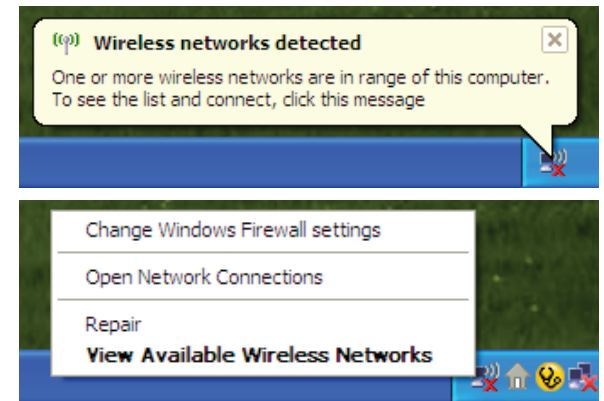 Wireless networks detected
One or more wireless networks are in range of this computer.
To see the list and connect, click this message
Change Windows Firewall settings
Open Network Connections
Repair
View Available Wireless Networks